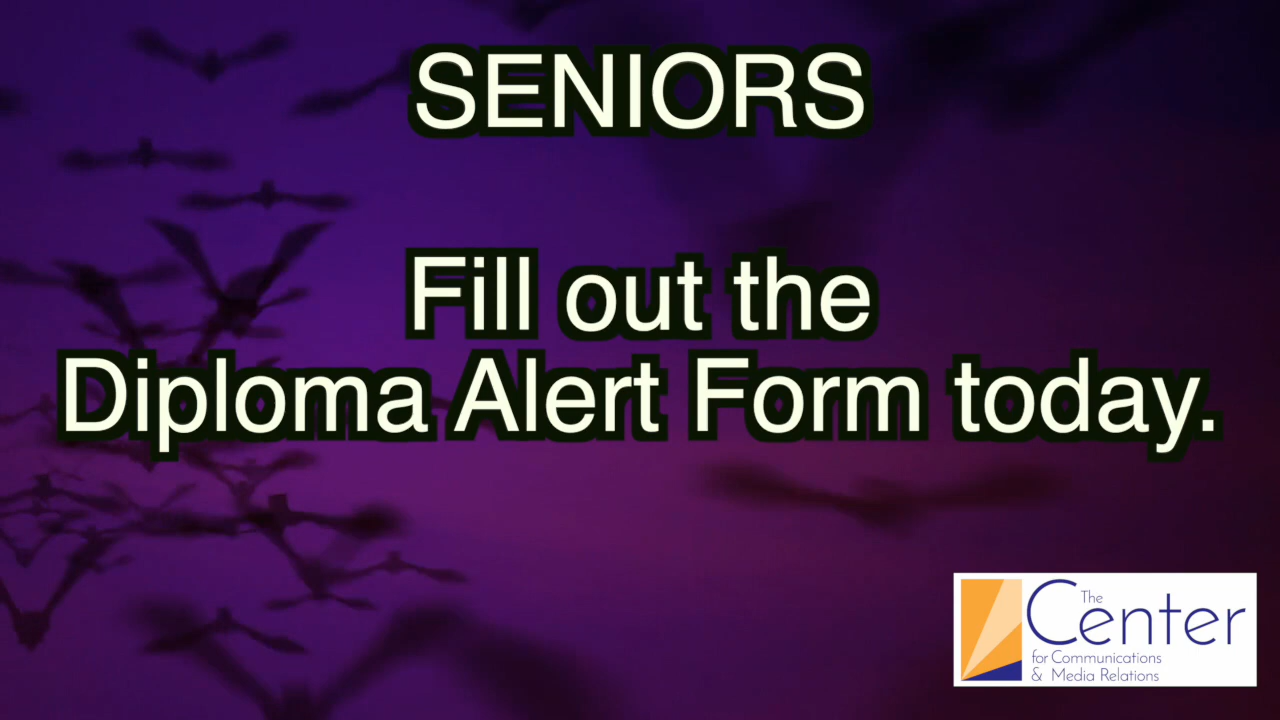 SENIORS
Fill out the
Diploma Alert Form today.
The
Center
for Communications
& Media Relations